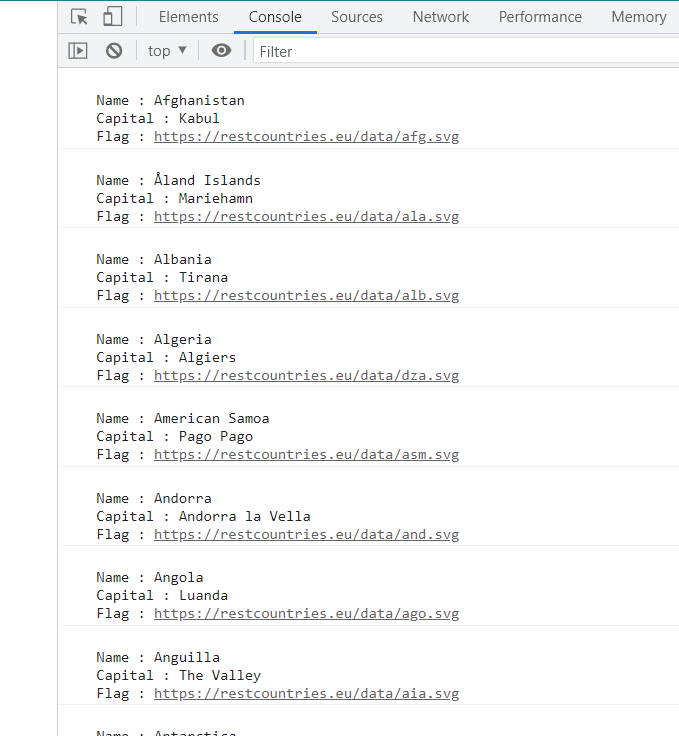 Elements Console Sources Network Performance Memory
top ▼ Filter
Name : Afghanistan
Capital : Kabul
Flag : https://restcountries.eu/data/afg.svg
Name : Åland Islands
Capital : Mariehamn
Flag : https://restcountries.eu/data/ala.svg
Name : Albania
Capital : Tirana
Flag : https://restcountries.eu/data/alb.svg
Name : Algeria
Capital : Algiers
Flag : https://restcountries.eu/data/dza.svg
Name : American Samoa
Capital : Pago Pago
Flag : https://restcountries.eu/data/asm.svg
Name : Andorra
Capital : Andorra la Vella
Flag : https://restcountries.eu/data/and.svg
Name : Angola
Capital : Luanda
Flag : https://restcountries.eu/data/ago.svg
Name : Anguilla
Capital : The Valley
Flag : https://restcountries.eu/data/aia.svg
Name : Antarctica